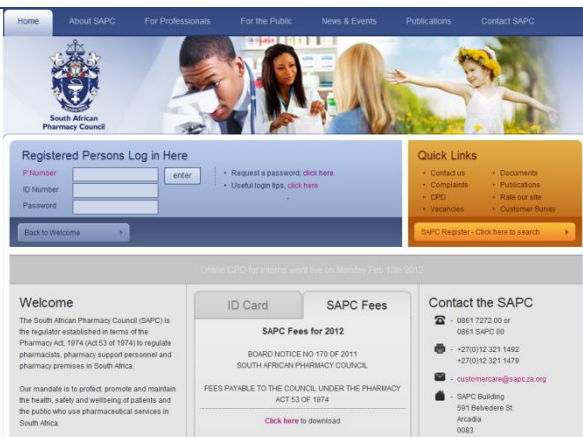 Home About SAPC For Professionals For the Public News & Events Publications Contact SAPC
South African
Pharmacy Council
Registered Persons Log in Here
P Number
enter
ID Number
Password
• Request a password, click here
• Useful login tips, click here
Back to Welcome
Quick Links
• Contact us
• Complaints
• CPD
• Vacancies
• Documents
• Publications
• Rate our site
• Customer Survey
SAPC Register - Click here to search
Online CPD for interns went live on Monday Feb 13th 2012
Welcome
The South African Pharmacy Council (SAPC) is
the regulator established in terms of the
Pharmacy Act, 1974 (Act 53 of 1974) to regulate
pharmacists, pharmacy support personnel and
pharmacy premises in South Africa.
Our mandate is to protect, promote and maintain
the health, safety and wellbeing of patients and
the public who use pharmaceutical services in
South Africa.
ID Card SAPC Fees
SAPC Fees for 2012
BOARD NOTICE NO 170 OF 2011
SOUTH AFRICAN PHARMACY COUNCIL
FEES PAYABLE TO THE COUNCIL UNDER THE PHARMACY
ACT 53 OF 1974
Click here to download
Contact the SAPC
- 0861 7272 00 or
0861 SAPC 00
- +27(0)12 321 1492
+27(0)12 321 1479
- customercare@sapc.za.org
- SAPC Building
591 Belvedere St
Arcadia
0083